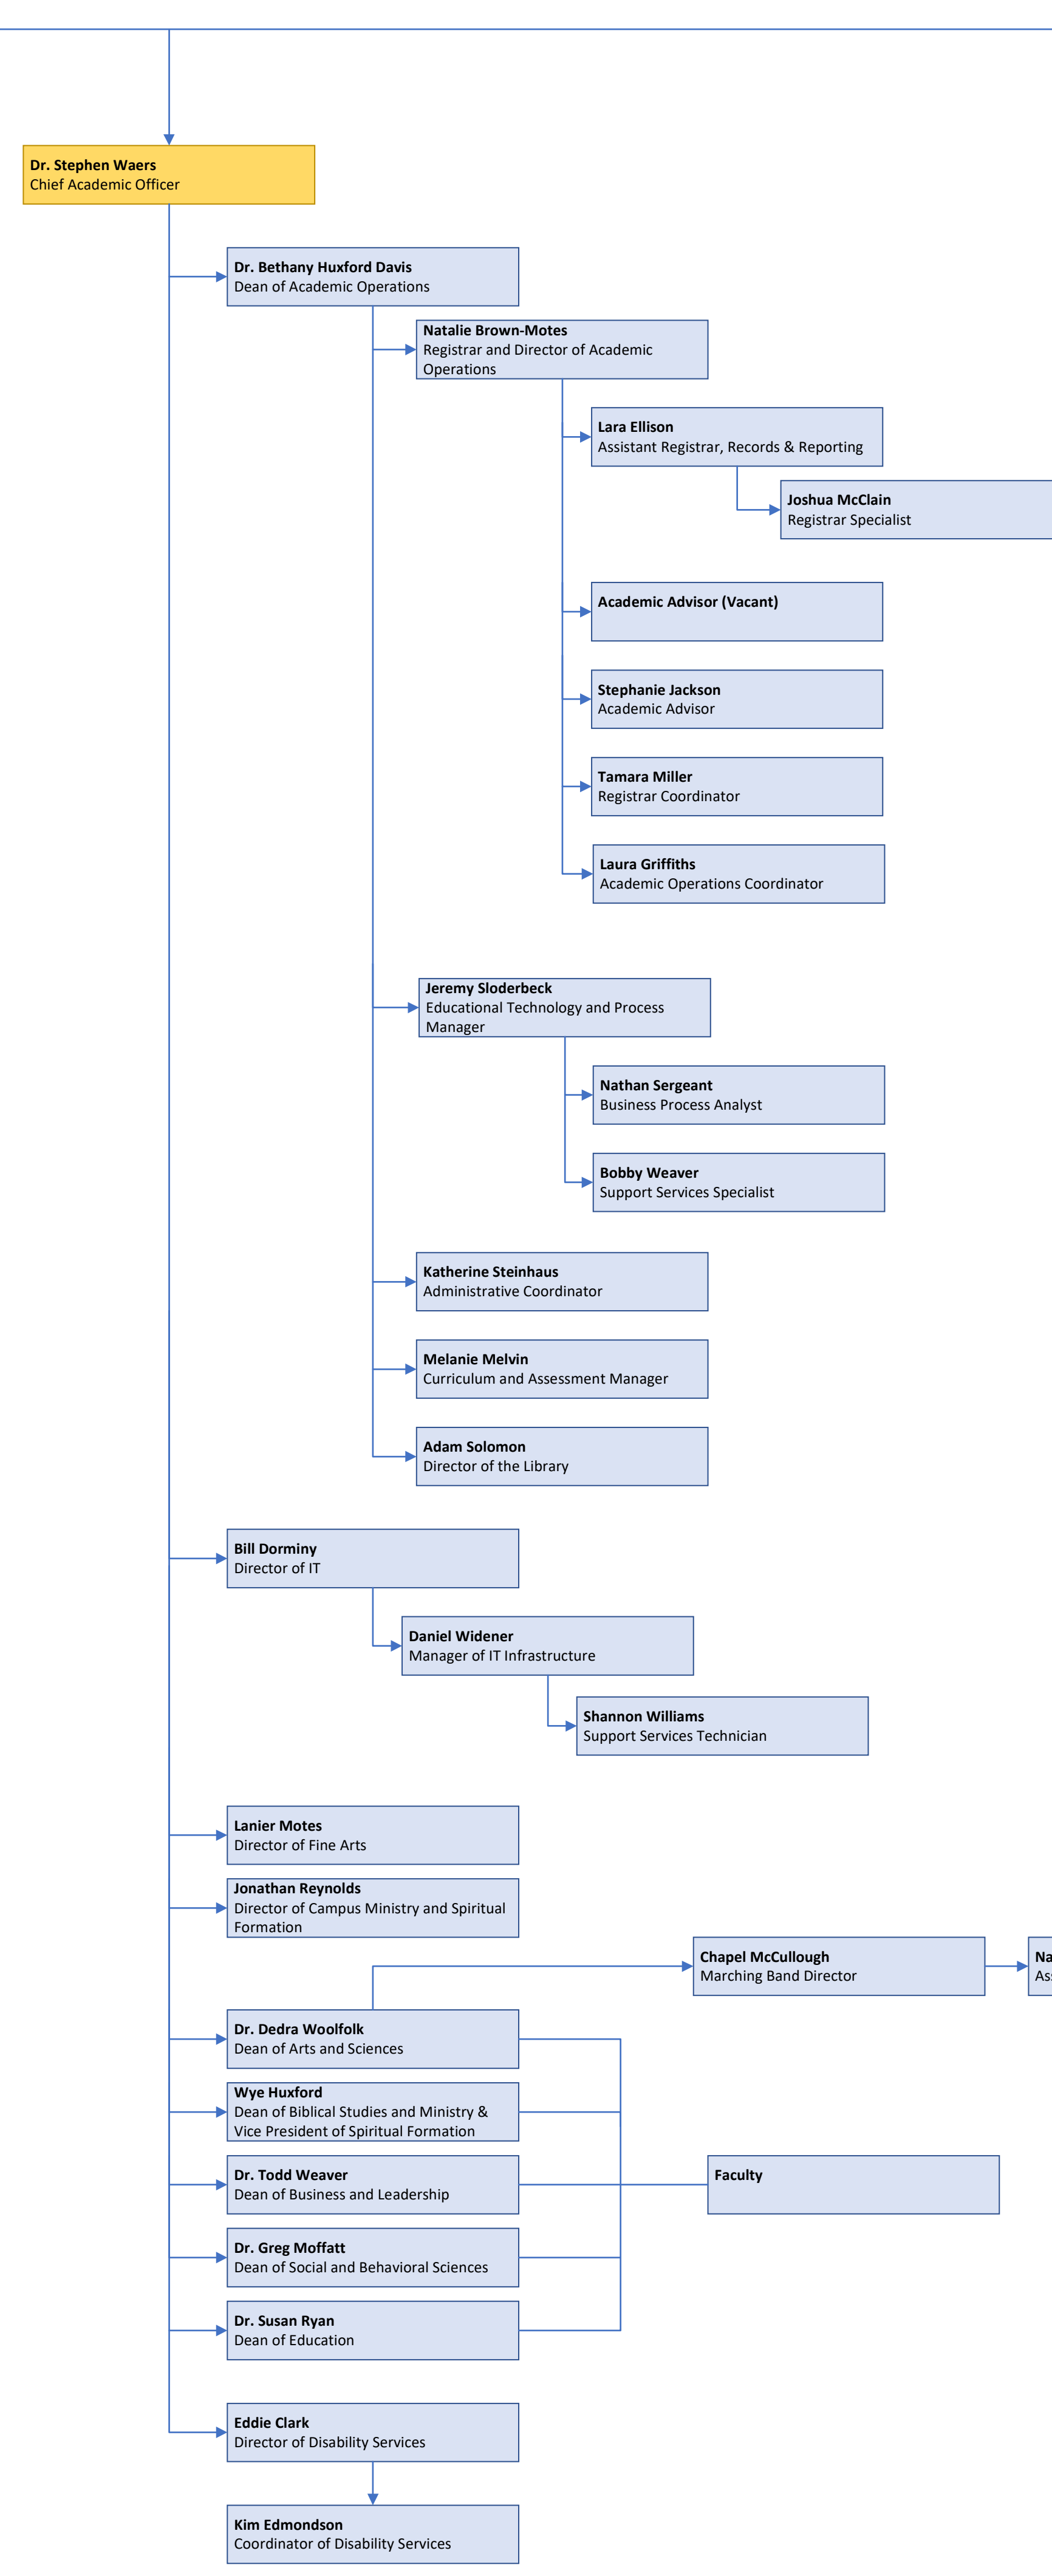 Dr. Stephen Waers
Chief Academic Officer
Dr. Bethany Huxford Davis
Dean of Academic Operations
Natalie Brown-Motes
Registrar and Director of Academic
Operations
Lara Ellison
Assistant Registrar, Records & Reporting
Joshua McClain
Registrar Specialist
Academic Advisor (Vacant)
Stephanie Jackson
Academic Advisor
Tamara Miller
Registrar Coordinator
Laura Griffiths
Academic Operations Coordinator
Jeremy Sloderbeck
Educational Technology and Process
Manager
Nathan Sergeant
Business Process Analyst
Bobby Weaver
Support Services Specialist
Katherine Steinhaus
Administrative Coordinator
Melanie Melvin
Curriculum and Assessment Manager
Adam Solomon
Director of the Library
Bill Dorminy
Director of IT
Daniel Widener
Manager of IT Infrastructure
Shannon Williams
Support Services Technician
Lanier Motes
Director of Fine Arts
Jonathan Reynolds
Director of Campus Ministry and Spiritual
Formation
Chapel McCullough
Marching Band Director
Dr. Dedra Woolfolk
Dean of Arts and Sciences
Wye Huxford
Dean of Biblical Studies and Ministry &
Vice President of Spiritual Formation
Dr. Todd Weaver
Dean of Business and Leadership
Faculty
Dr. Greg Moffatt
Dean of Social and Behavioral Sciences
Dr. Susan Ryan
Dean of Education
Eddie Clark
Director of Disability Services
Kim Edmondson
Coordinator of Disability Services